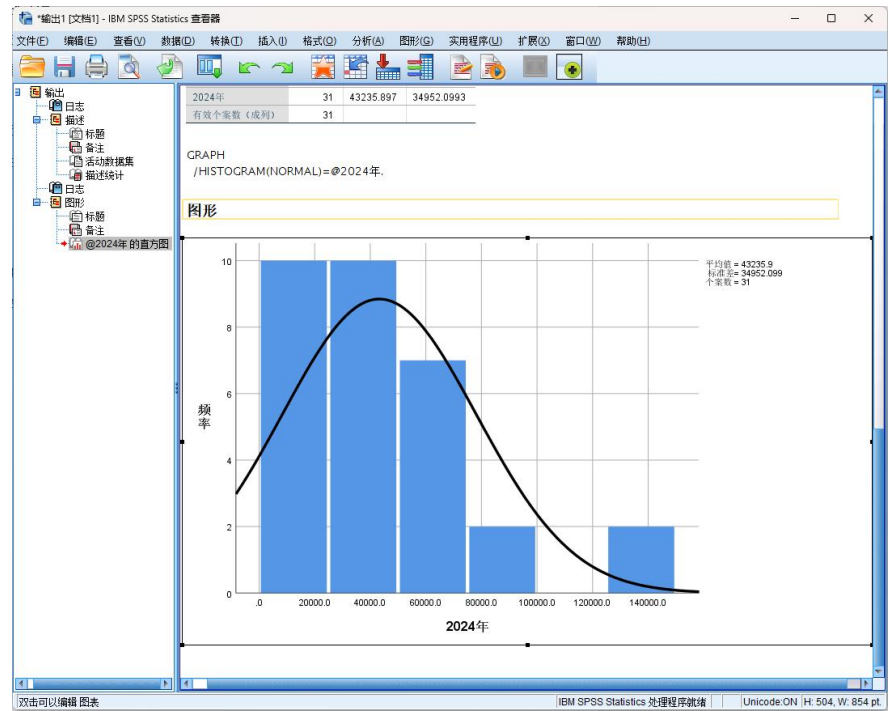 *输出1 [文档1] - IBM SPSS Statistics 查看器
文件(E) 编辑(E) 查看(V) 数据(D) 转换(T) 插入(I) 格式(O) 分析(A) 图形(G) 实用程序(U) 扩展(X) 窗口(W) 帮助(H)
输出
日志
描述
标题
备注
活动数据集
描述统计
日志
图形
标题
备注
@2024年 的直方图
2024年 31 43235.897 34952.0993
有效个案数（成列） 31
GRAPH
/HISTOGRAM(NORMAL)=@2024年.
图形
平均值 = 43235.9
标准差= 34952.099
个案数 = 31
频率
10
8
6
4
2
0
.0 20000.0 40000.0 60000.0 80000.0 100000.0 120000.0 140000.0
2024年
双击可以编辑 图表
IBM SPSS Statistics 处理程序就绪 Unicode:ON H: 504, W: 854 pt.